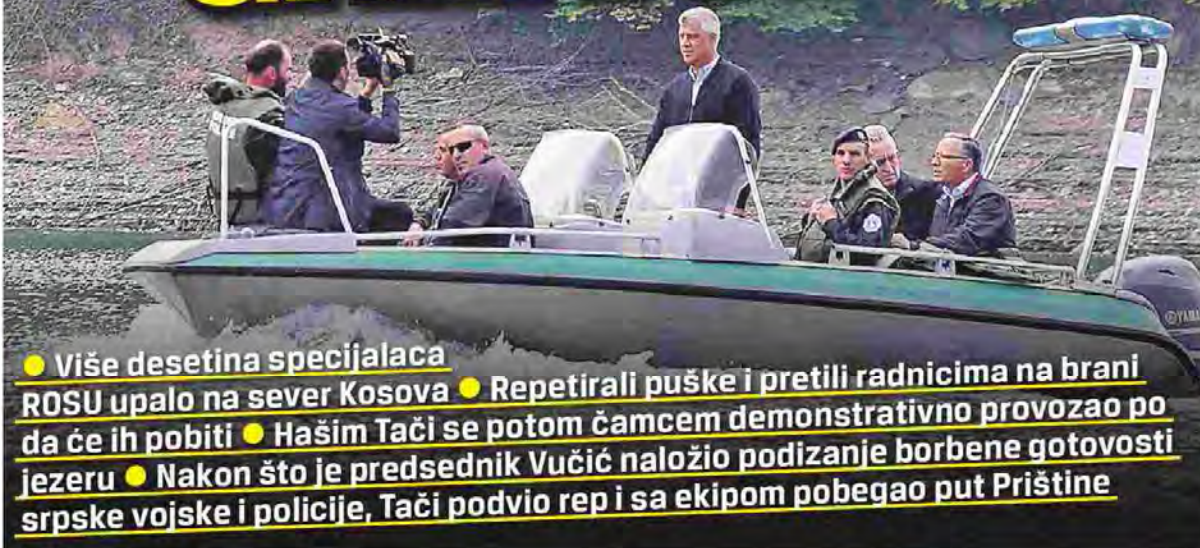 ● Više desetina specijalaca
ROSU upalo na sever Kosova ● Repetirali puške i pretili radnicima na brani
da će ih pobiti ● Hašim Tači se potom čamcem demonstrativno provozao po
jezeru ● Nakon što je predsednik Vučić naložio podizanje borbene gotovosti
srpske vojske i policije, Tači podvio rep i sa ekipom pobegao put Prištine